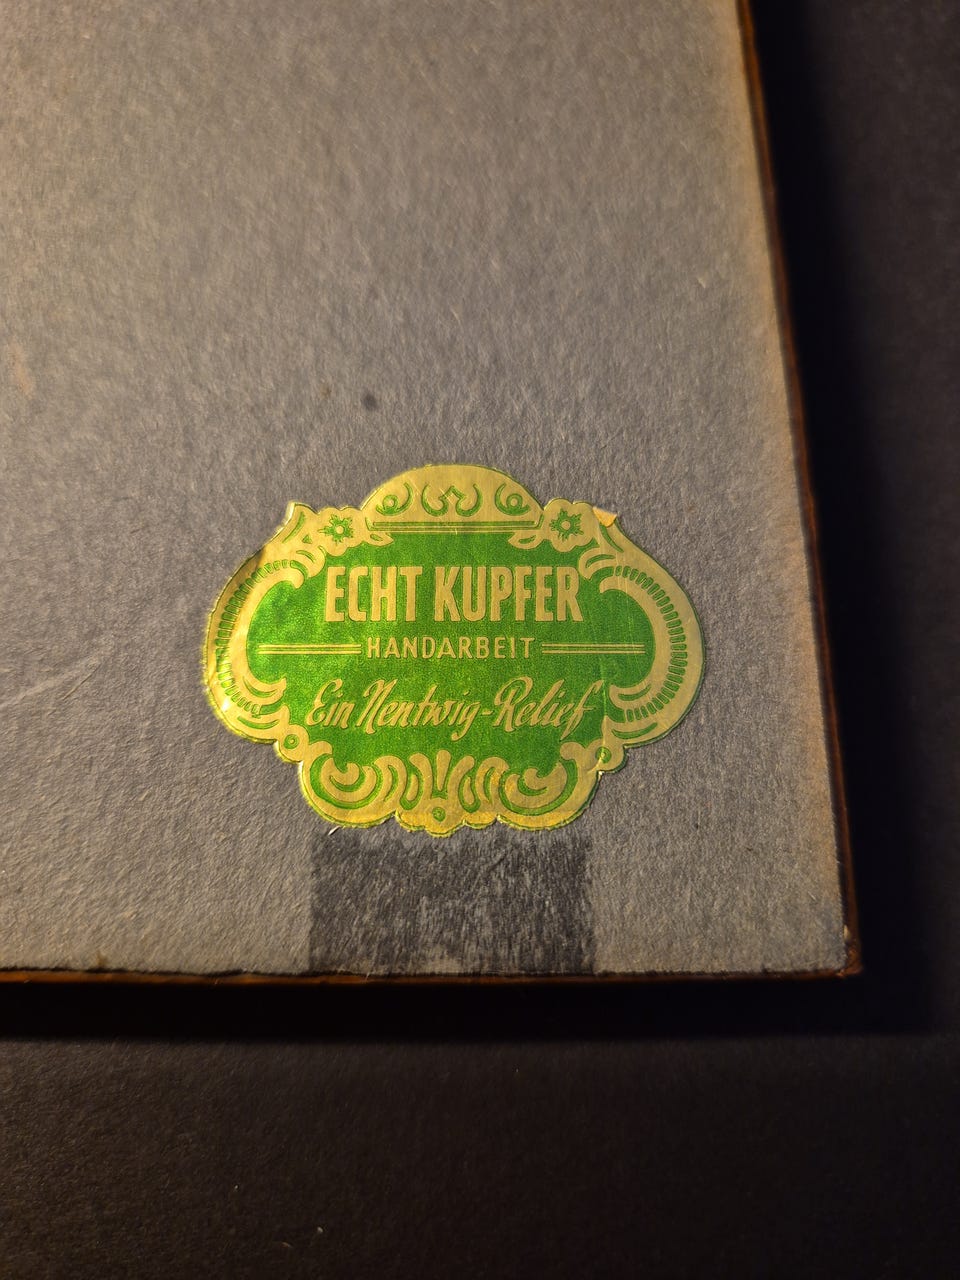 ECHT KUPFER
HANDARBEIT
Ein Nentwig-Relief